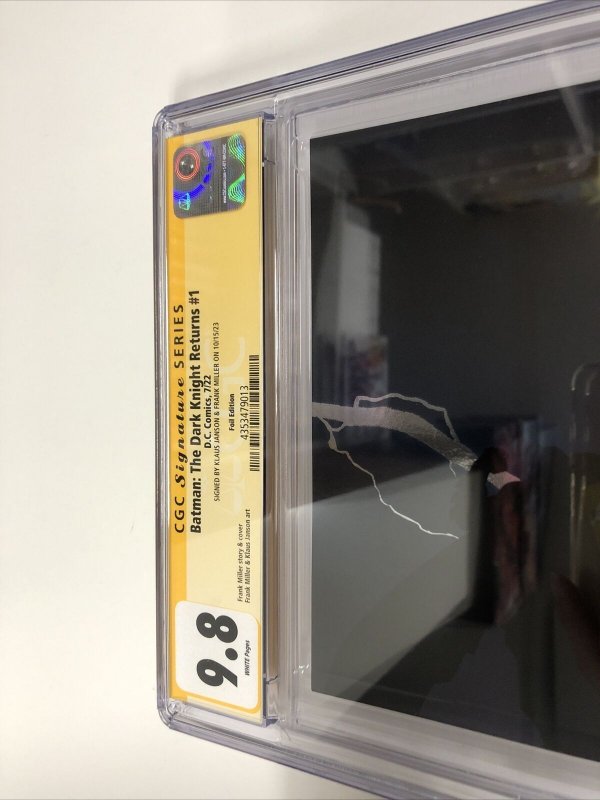 CGC Signature SERIES
Batman: The Dark Knight Returns #1
D.C. Comics, 7/22
SIGNED BY KLAUS JANSON & FRANK MILLER ON 10/15/23
Foil Edition
4353479013
Frank Miller story & cover
Frank Miller & Klaus Janson art
9.8
WHITE Pages